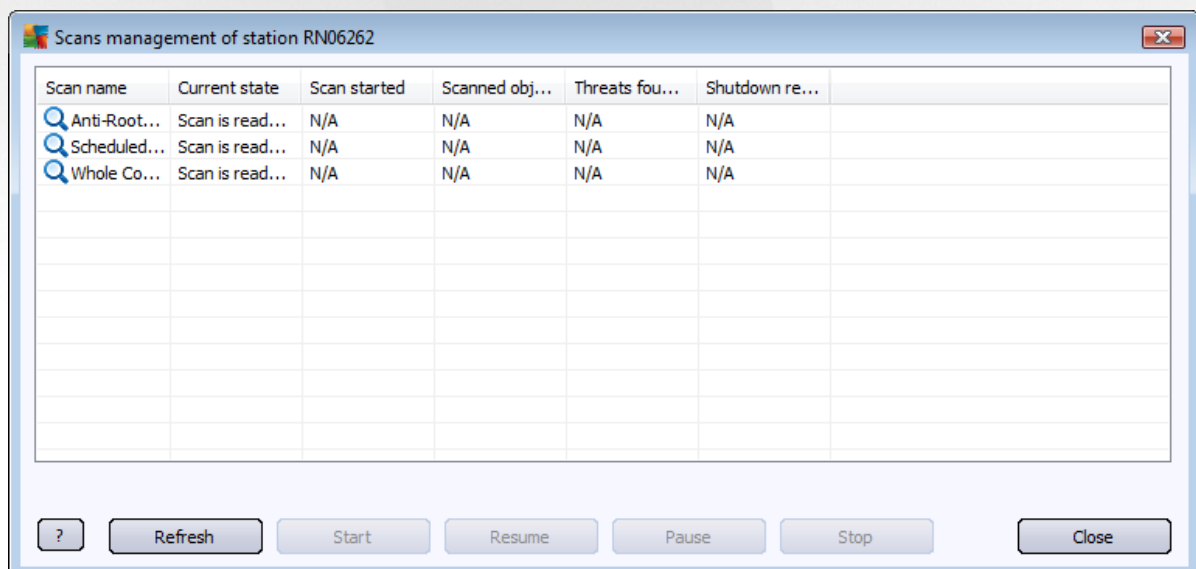 Scans management of station RN06262
Scan name Current state Scan started Scanned obj... Threats fou... Shutdown re...
Anti-Root... Scan is read... N/A N/A N/A N/A
Scheduled... Scan is read... N/A N/A N/A N/A
Whole Co... Scan is read... N/A N/A N/A N/A
? Refresh Start Resume Pause Stop Close